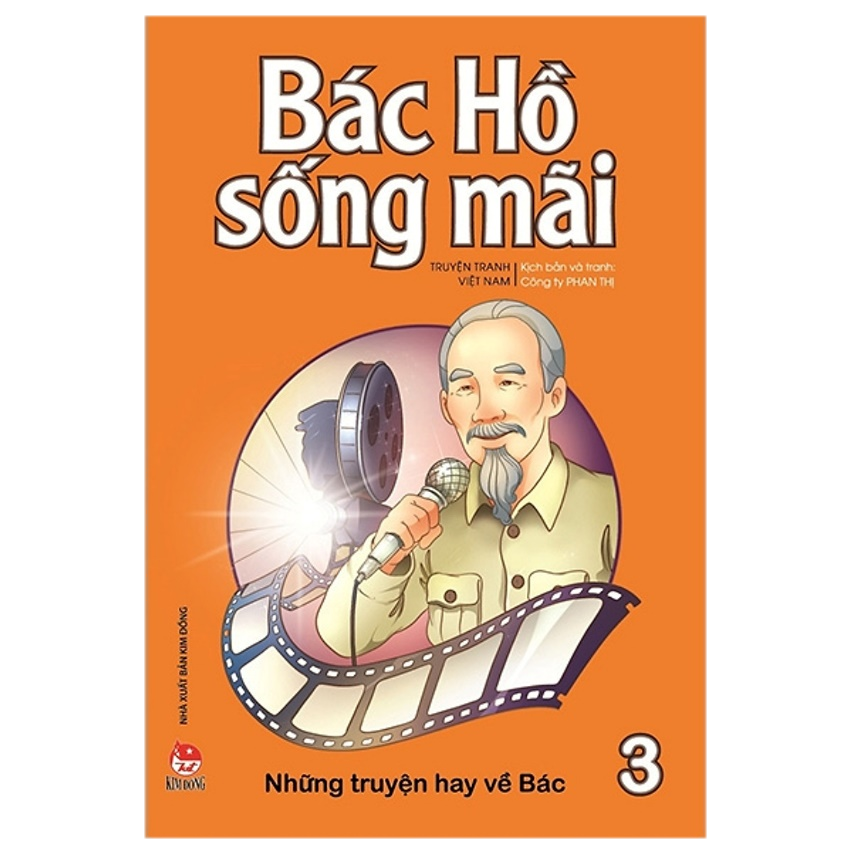 Bác Hồ
sống mãi
TRUYỆN TRANH
VIỆT NAM
Kịch bản và tranh:
Công ty PHAN THỊ
NHÀ XUẤT BẢN KIM ĐỒNG
KIM ĐỒNG
Những truyện hay về Bác
3